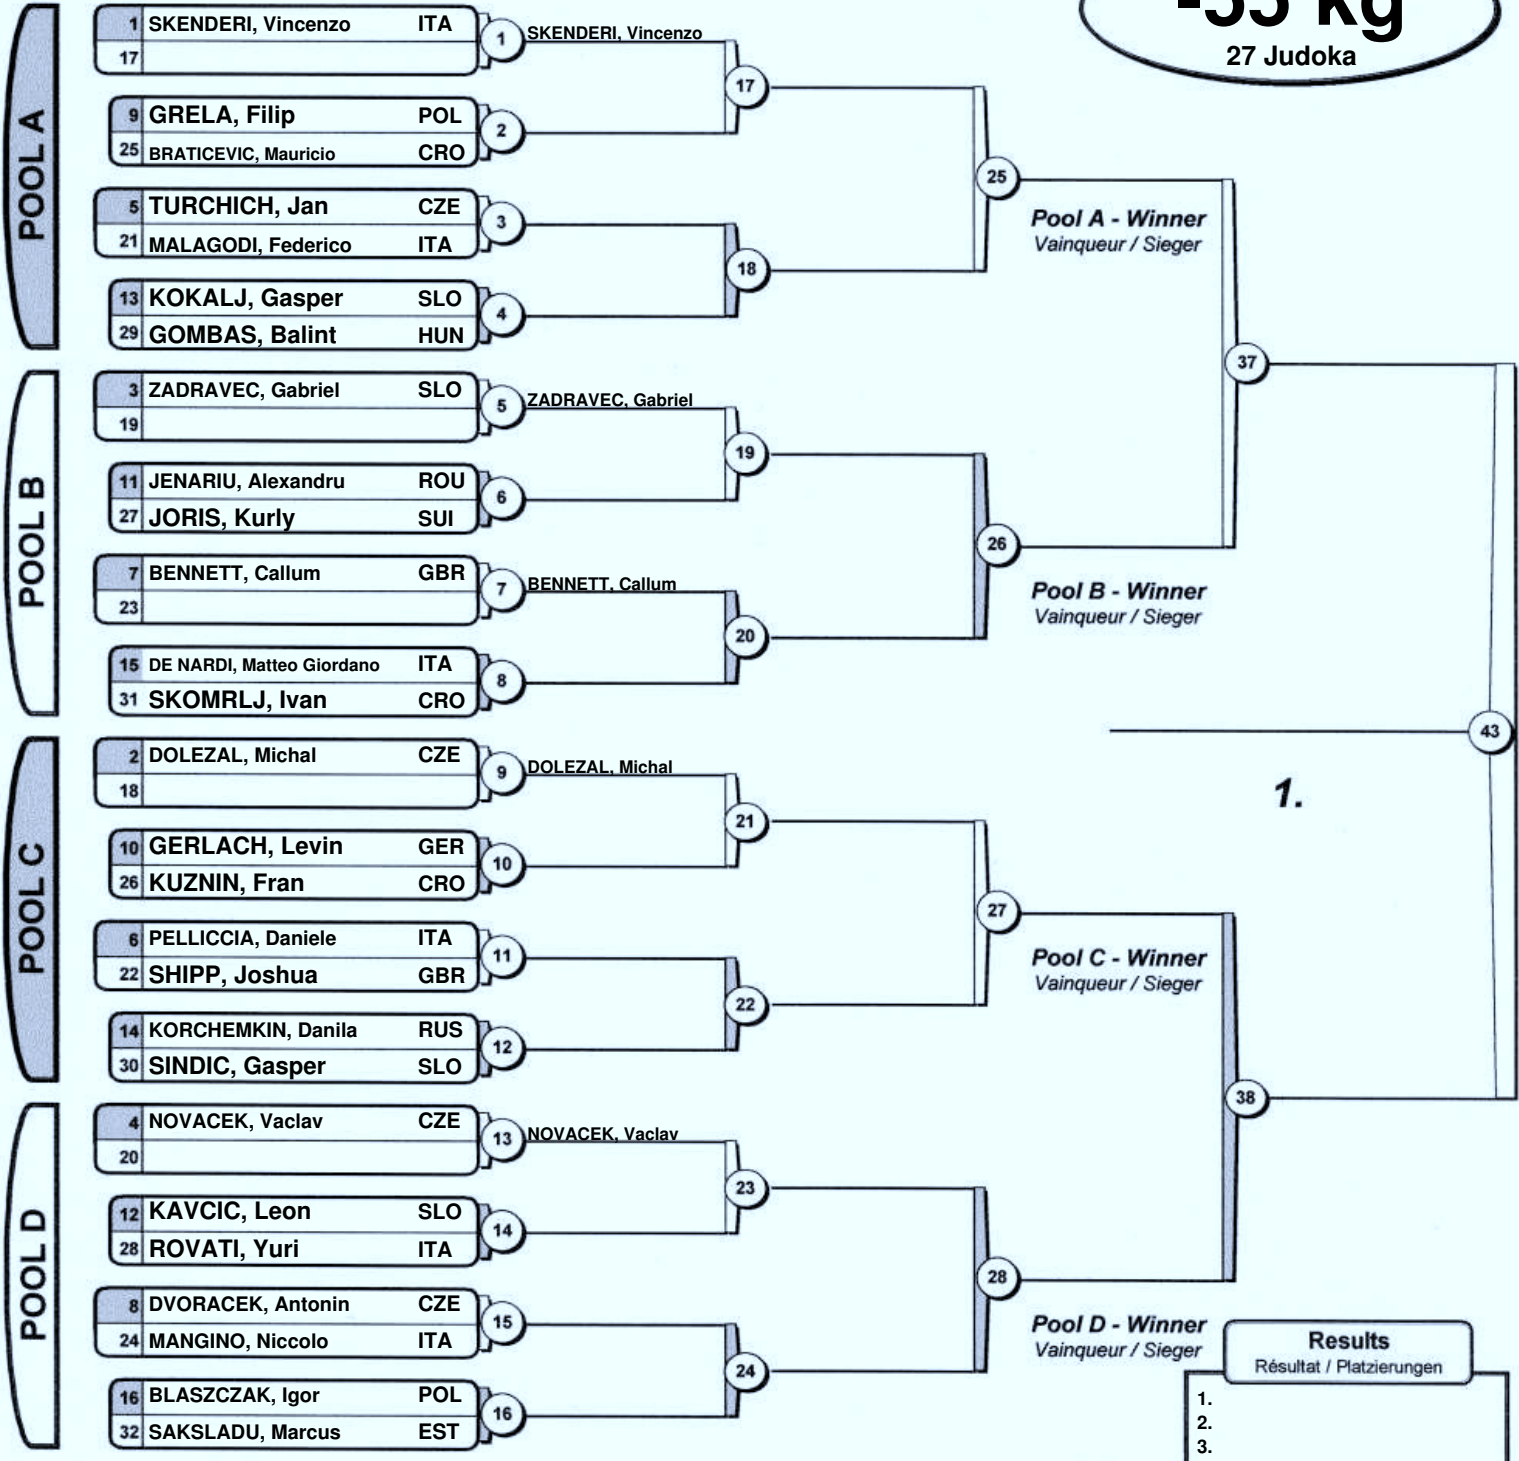 -55 kg
27 Judoka
POOL A
1 SKENDERI, Vincenzo ITA
17
1 SKENDERI, Vincenzo
9 GRELA, Filip POL
25 BRATICEVIC, Mauricio CRO
2
17
5 TURCHICH, Jan CZE
21 MALAGODI, Federico ITA
3
13 KOKALJ, Gasper SLO
29 GOMBAS, Balint HUN
4
18
25
Pool A - Winner
Vainqueur / Sieger
POOL B
3 ZADRAVEC, Gabriel SLO
19
5 ZADRAVEC, Gabriel
11 JENARIU, Alexandru ROU
27 JORIS, Kurly SUI
6
19
7 BENNETT, Callum GBR
23
7 BENNETT, Callum
15 DE NARDI, Matteo Giordano ITA
31 SKOMRLJ, Ivan CRO
8
20
26
Pool B - Winner
Vainqueur / Sieger
37
POOL C
2 DOLEZAL, Michal CZE
18
9 DOLEZAL, Michal
10 GERLACH, Levin GER
26 KUZNIN, Fran CRO
10
21
6 PELLICCIA, Daniele ITA
22 SHIPP, Joshua GBR
11
14 KORCHEMKIN, Danila RUS
30 SINDIC, Gasper SLO
12
22
27
Pool C - Winner
Vainqueur / Sieger
POOL D
4 NOVACEK, Vaclav CZE
20
13 NOVACEK, Vaclav
12 KAVCIC, Leon SLO
28 ROVATI, Yuri ITA
14
23
8 DVORACEK, Antonin CZE
24 MANGINO, Niccolo ITA
15
16 BLASZCZAK, Igor POL
32 SAKSLADU, Marcus EST
16
24
28
Pool D - Winner
Vainqueur / Sieger
38
43
1.
Results
Résultat / Platzierungen
1.
2.
3.